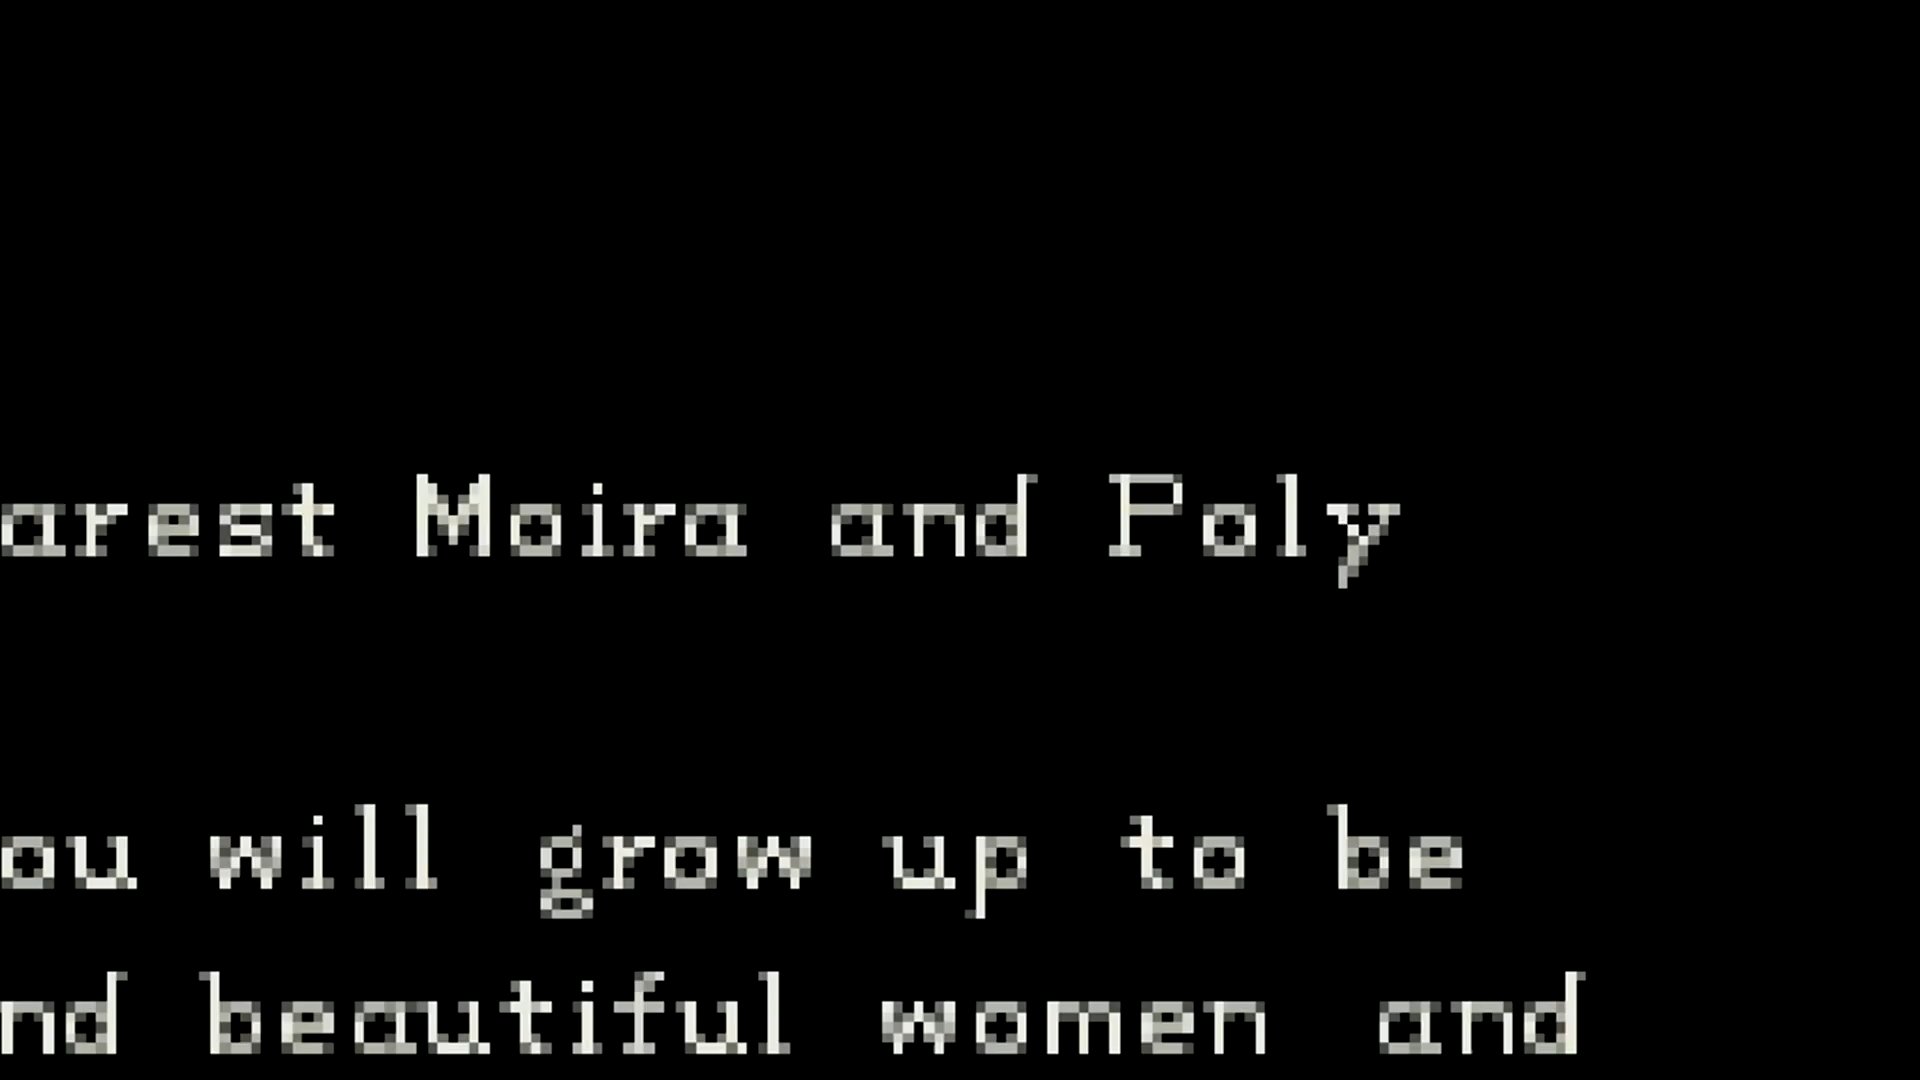 arest Moira and Poly
ou will grow up to be
nd beautiful women and